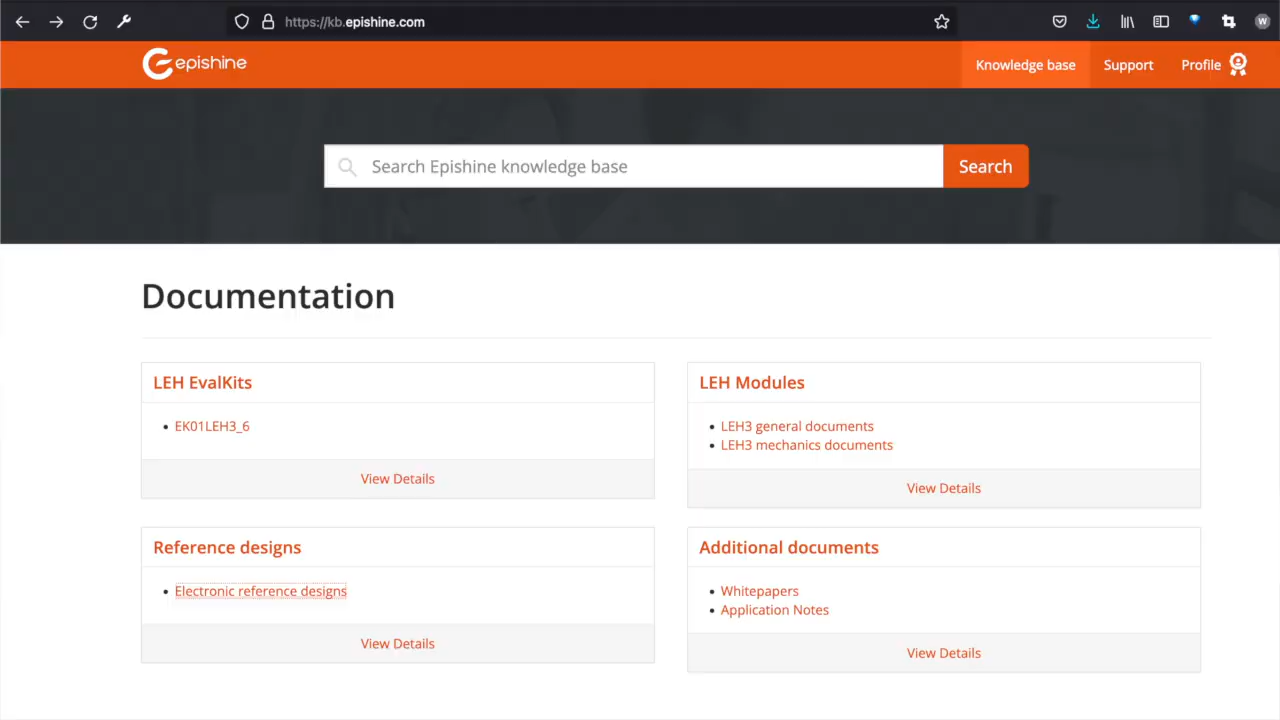 https://kb.epishine.com
W
epishine
Knowledge base
Support
Profile
Search Epishine knowledge base
Search
Documentation
LEH EvalKits
EK01LEH3_6
View Details
LEH Modules
LEH3 general documents
LEH3 mechanics documents
View Details
Reference designs
Electronic reference designs
View Details
Additional documents
Whitepapers
Application Notes
View Details